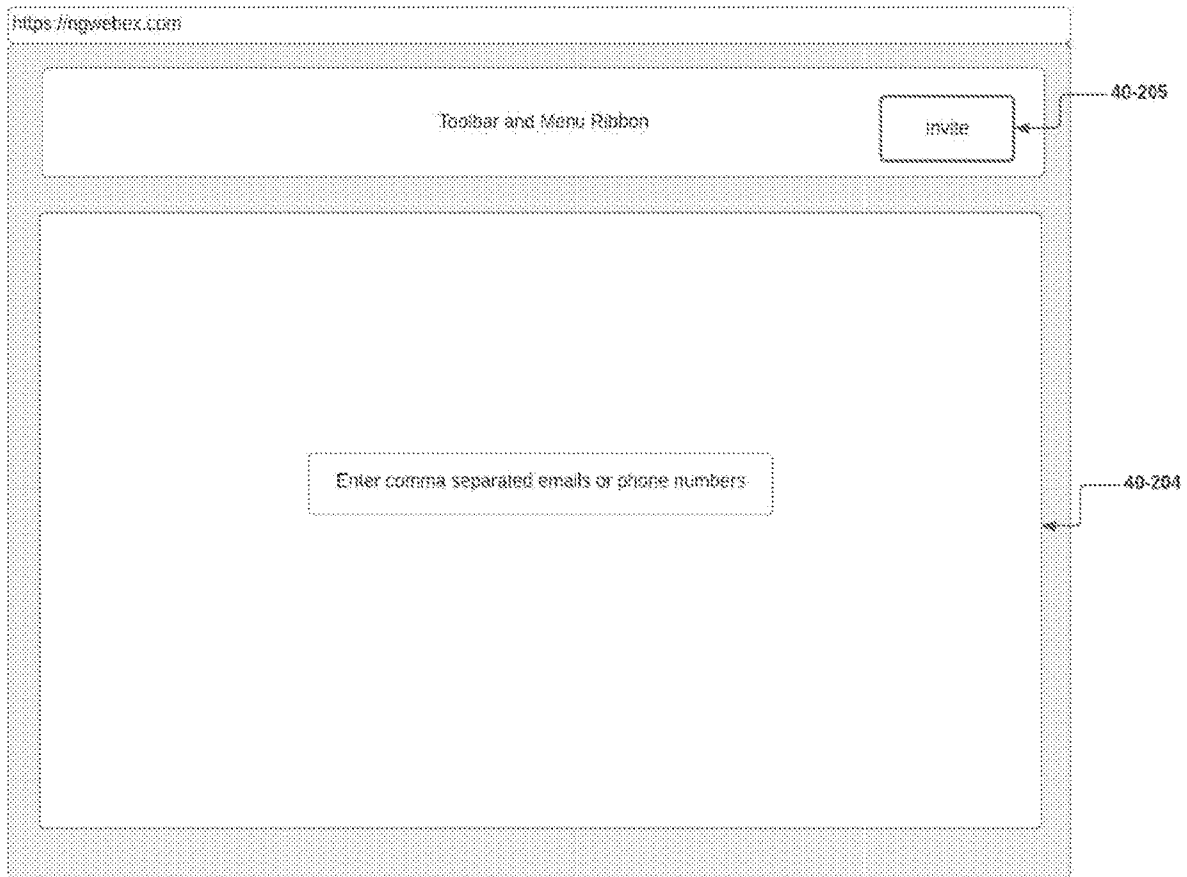 https://ngwebex.com
Toolbar and Menu Ribbon
Invite
40-205
Enter comma separated emails or phone numbers
40-204